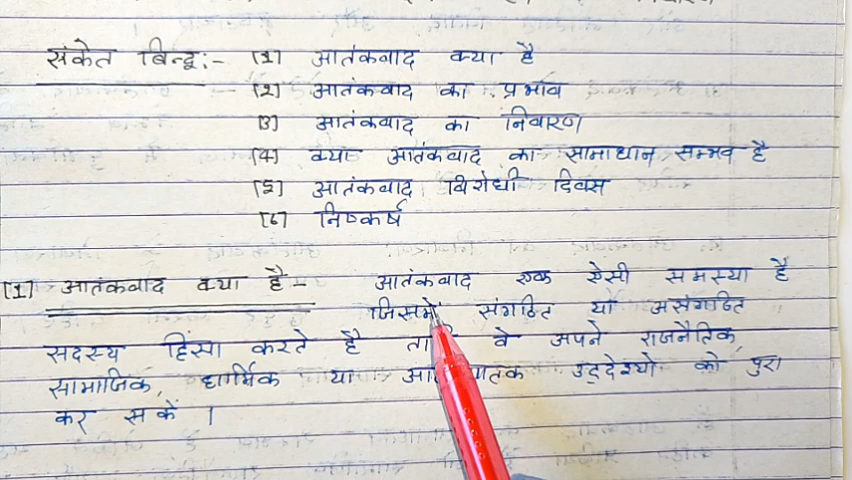 संकेत बिन्दू:- [1] आतंकवाद क्या है
[2] आतंकवाद का प्रभाव
[3] आतंकवाद का निवारण
[4] क्या आतंकवाद का सामाधान सम्भव है
[5] आतंकवाद विरोधी दिवस
[6] निष्कर्ष
[1] आतंकवाद क्या है- आतंकवाद एक ऐसी समस्या है
जिसमें संगठित या असंगठित
सदस्य हिंसा करते है वे अपने राजनैतिक
सामाजिक, धार्मिक या उद्देश्यो को पुरा
कर सकें ।